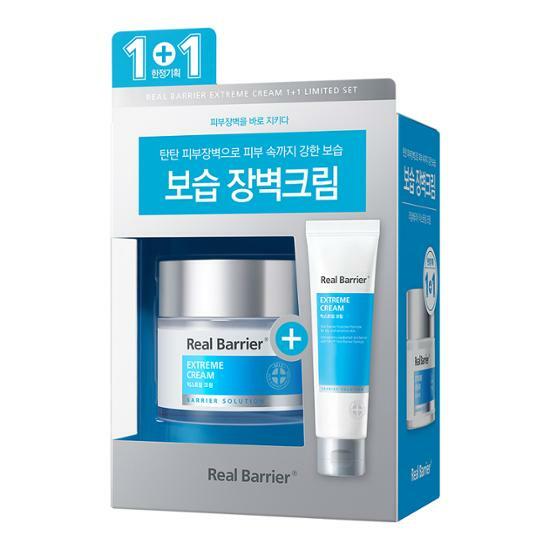 1+1
한정기획
REAL BARRIER EXTREME CREAM 1+1 LIMITED SET
피부장벽을 바로 지키다
탄탄 피부장벽으로 피부 속까지 강한 보습
보습 장벽크림
Real Barrier®
EXTREME
CREAM
익스트림 크림
BARRIER SOLUTION
+
Real Barrier®
EXTREME
CREAM
익스트림 크림
BARRIER SOLUTION
Real Barrier®
보습 장벽크림
1+1